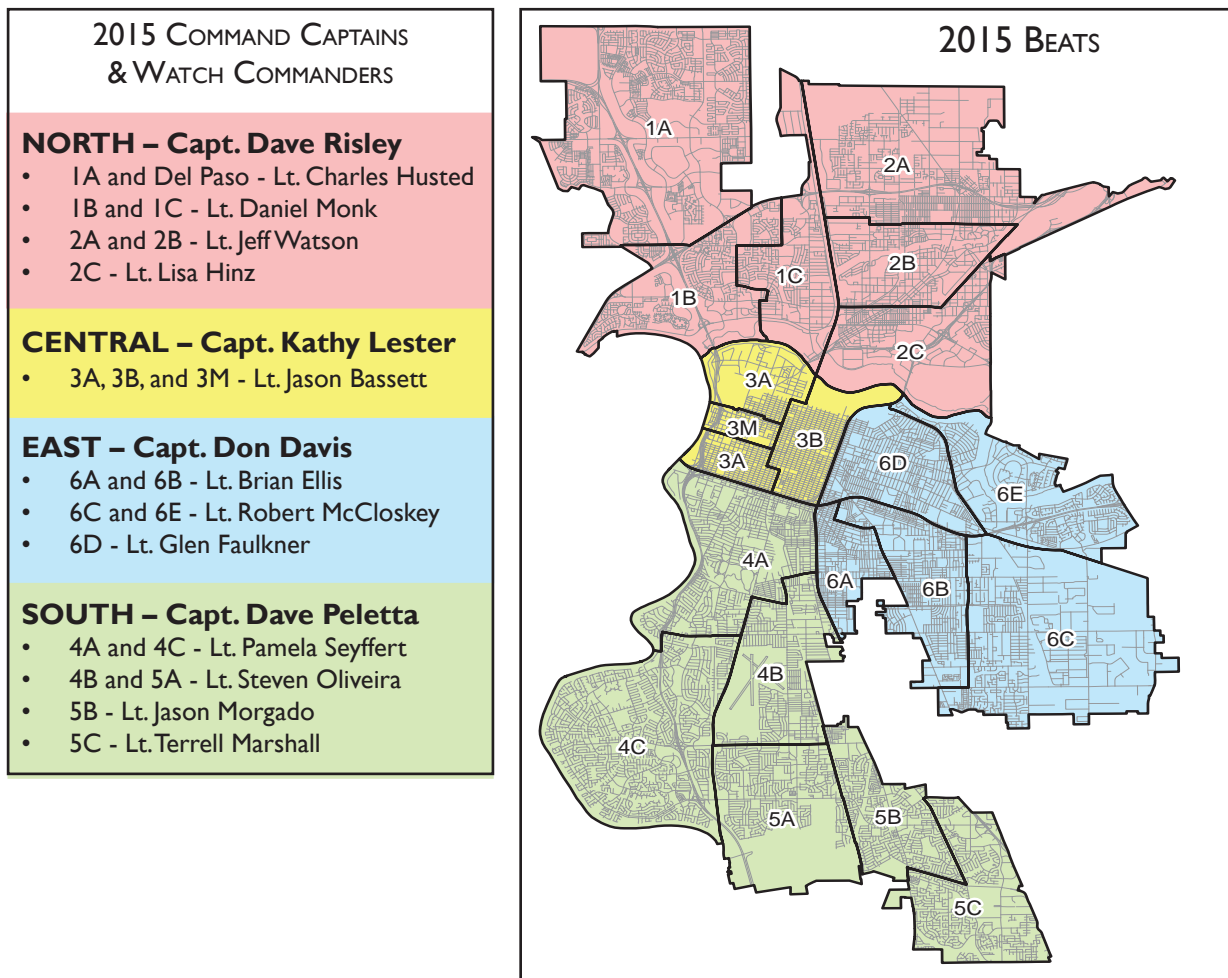 2015 Command Captains
& Watch Commanders
NORTH – Capt. Dave Risley
• 1A and Del Paso - Lt. Charles Husted
• 1B and 1C - Lt. Daniel Monk
• 2A and 2B - Lt. Jeff Watson
• 2C - Lt. Lisa Hinz
CENTRAL – Capt. Kathy Lester
• 3A, 3B, and 3M - Lt. Jason Bassett
EAST – Capt. Don Davis
• 6A and 6B - Lt. Brian Ellis
• 6C and 6E - Lt. Robert McCloskey
• 6D - Lt. Glen Faulkner
SOUTH – Capt. Dave Peletta
• 4A and 4C - Lt. Pamela Seyffert
• 4B and 5A - Lt. Steven Oliveira
• 5B - Lt. Jason Morgado
• 5C - Lt. Terrell Marshall
2015 Beats
1A
2A
2B
1C
1B
2C
3A
3M
3B
3A
6D
6E
4A
6A
6B
6C
4B
4C
5A
5B
5C